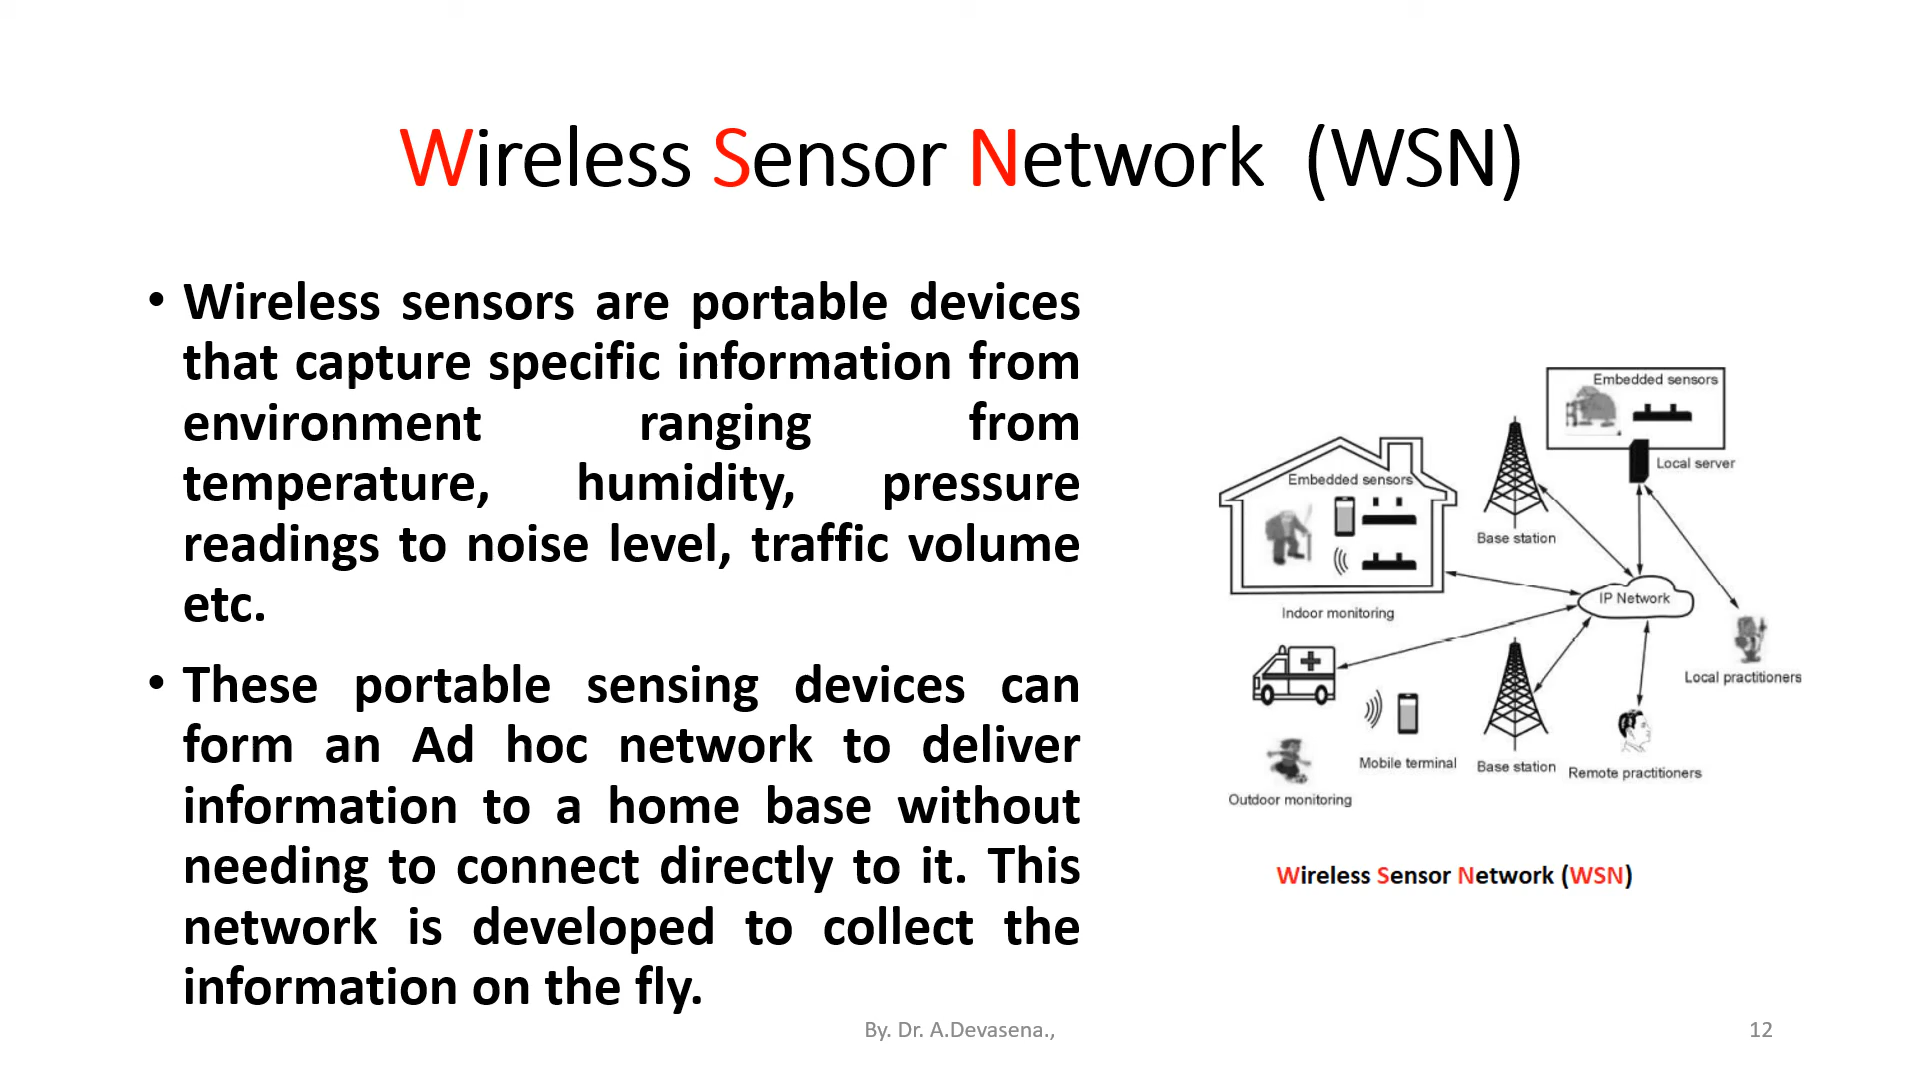 Wireless Sensor Network (WSN)
• Wireless sensors are portable devices
that capture specific information from
environment ranging from
temperature, humidity, pressure
readings to noise level, traffic volume
etc.
• These portable sensing devices can
form an Ad hoc network to deliver
information to a home base without
needing to connect directly to it. This
network is developed to collect the
information on the fly.
Embedded sensors
Local server
Embedded sensors
Base station
IP Network
Indoor monitoring
Local practitioners
Mobile terminal
Base station
Remote practitioners
Outdoor monitoring
Wireless Sensor Network (WSN)
By. Dr. A.Devasena.,
12